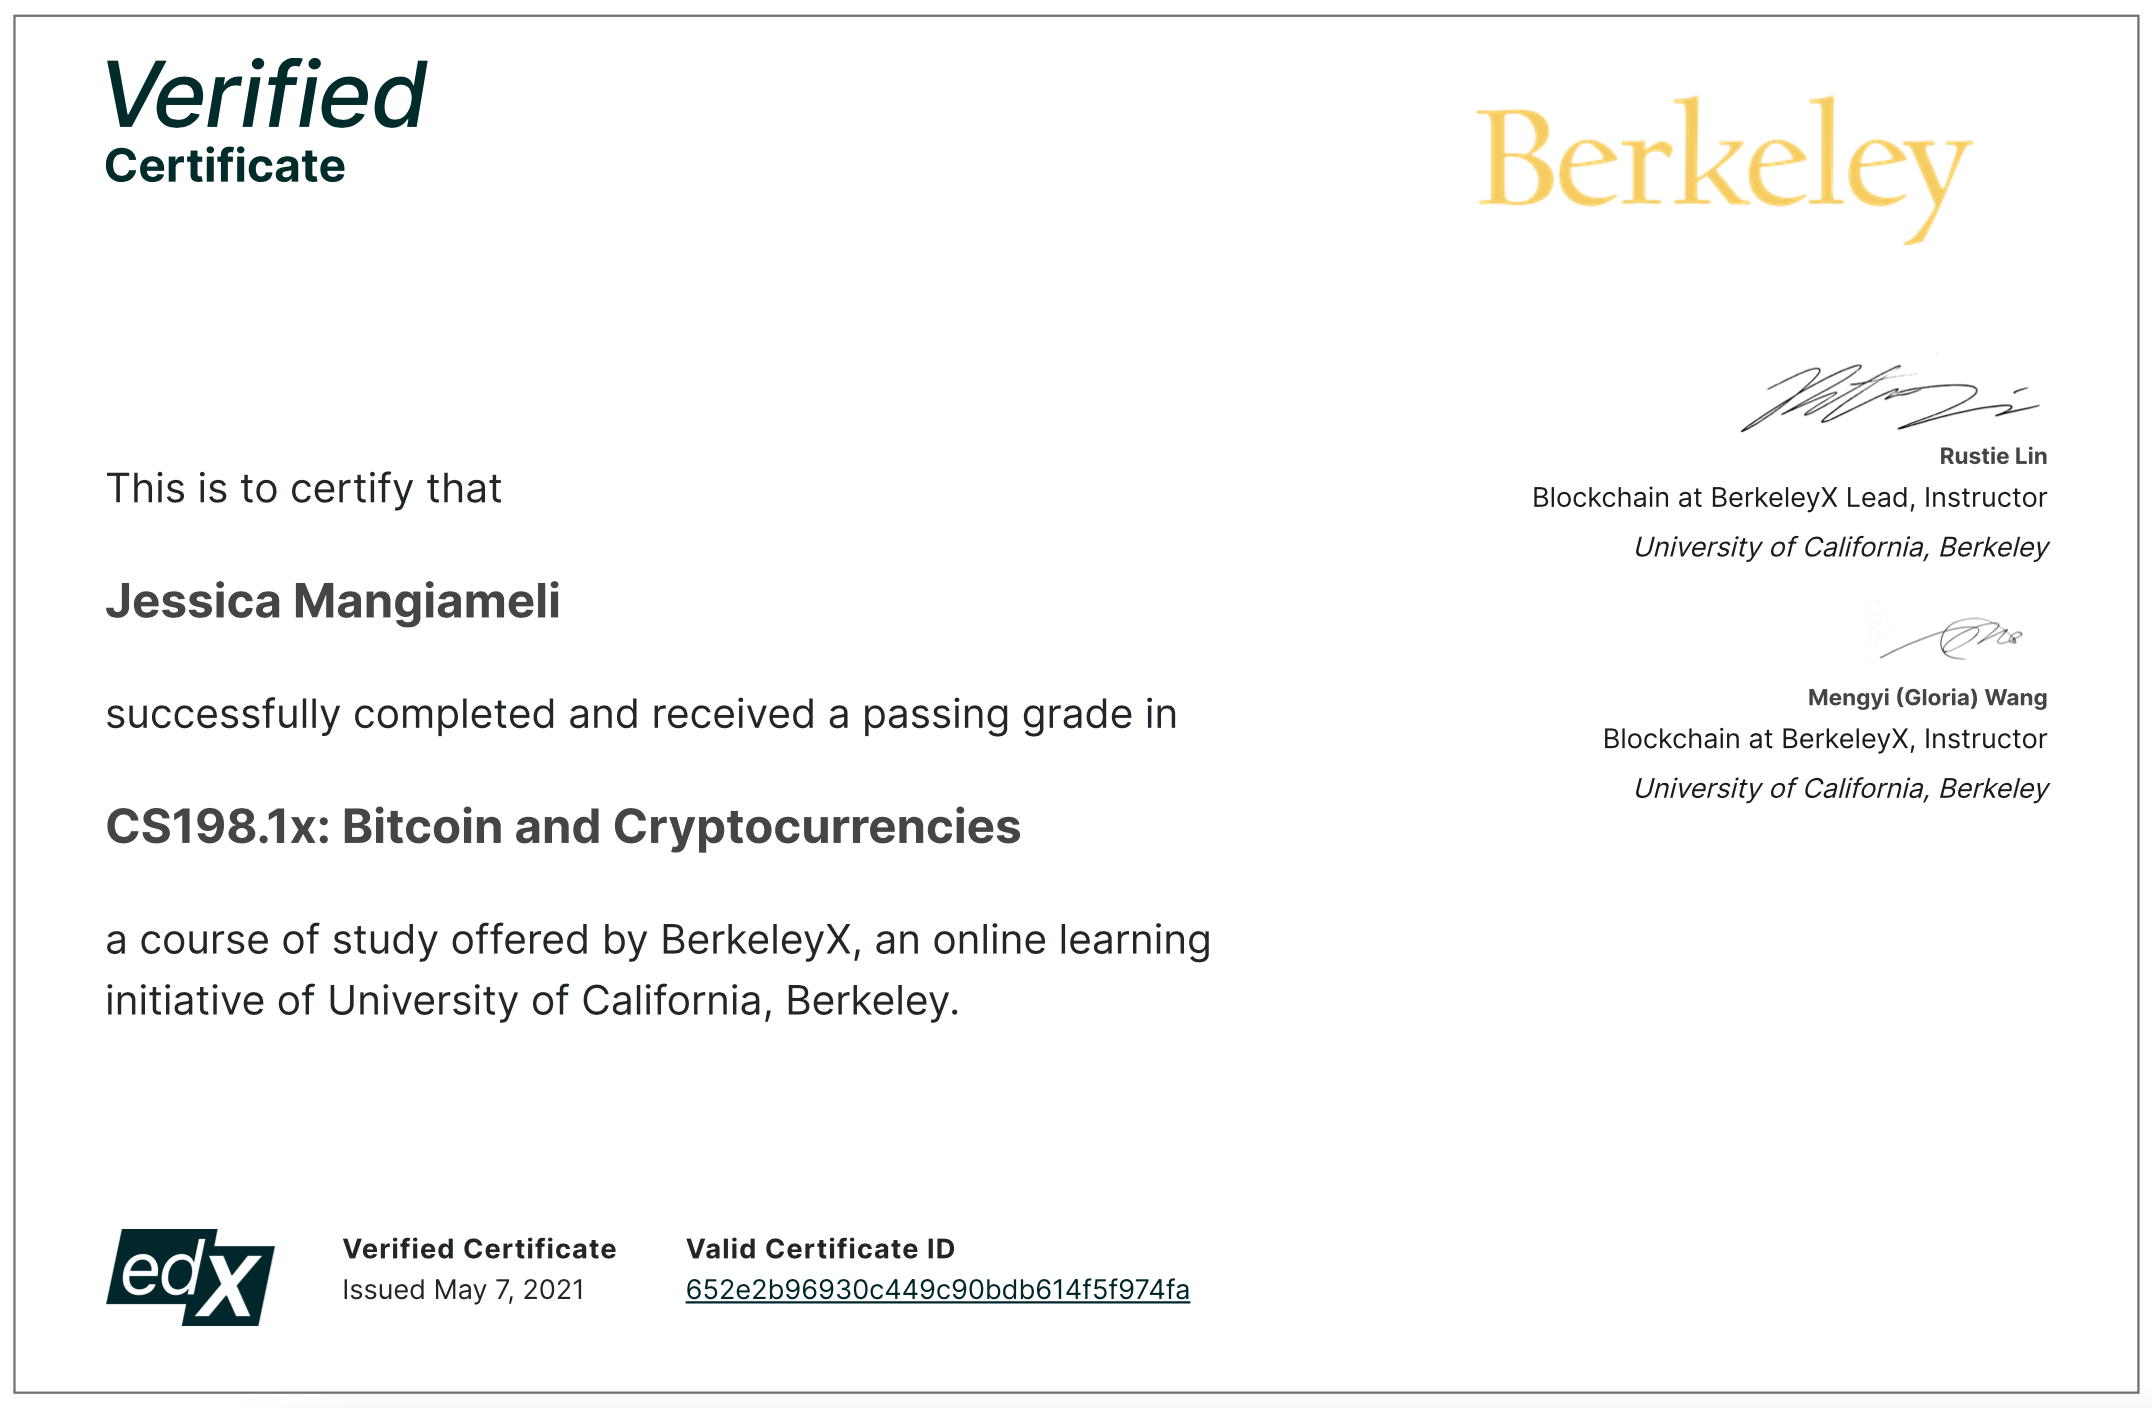 Verified
Certificate
Berkeley
This is to certify that
Jessica Mangiameli
successfully completed and received a passing grade in
CS198.1x: Bitcoin and Cryptocurrencies
a course of study offered by BerkeleyX, an online learning
initiative of University of California, Berkeley.
Rustie Lin
Blockchain at BerkeleyX Lead, Instructor
University of California, Berkeley
Mengyi (Gloria) Wang
Blockchain at BerkeleyX, Instructor
University of California, Berkeley
edX
Verified Certificate
Issued May 7, 2021
Valid Certificate ID
652e2b96930c449c90bdb614f5f974fa